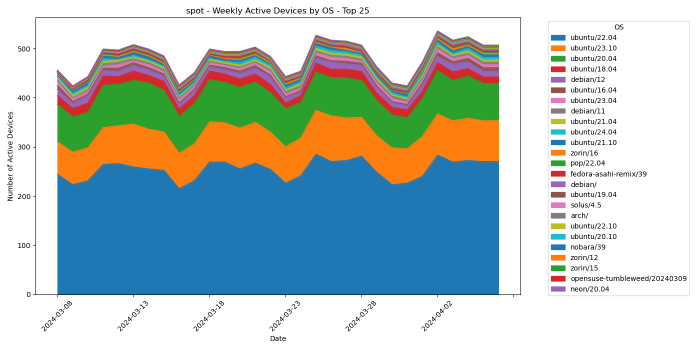 spot - Weekly Active Devices by OS - Top 25
Number of Active Devices
500
400
300
200
100
0
2024-03-08
2024-03-13
2024-03-18
2024-03-23
2024-03-28
2024-04-02
Date
OS
ubuntu/22.04
ubuntu/23.10
ubuntu/20.04
ubuntu/18.04
debian/12
ubuntu/16.04
ubuntu/23.04
debian/11
ubuntu/21.04
ubuntu/24.04
ubuntu/21.10
zorin/16
pop/22.04
fedora-asahi-remix/39
debian/
ubuntu/19.04
solus/4.5
arch/
ubuntu/22.10
ubuntu/20.10
nobara/39
zorin/12
zorin/15
opensuse-tumbleweed/20240309
neon/20.04